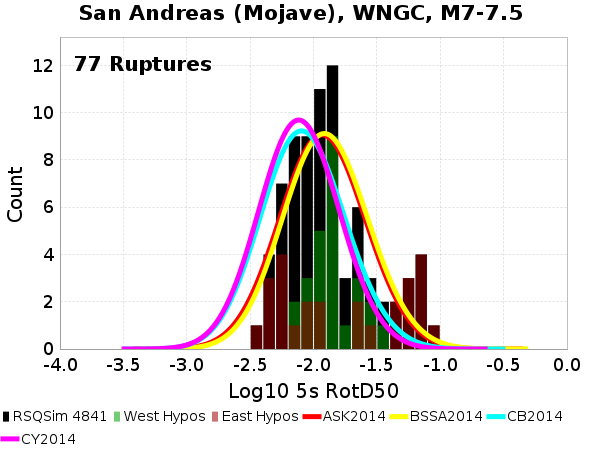 San Andreas (Mojave), WNGC, M7-7.5
77 Ruptures
Count
12
10
8
6
4
2
0
-4.0 -3.5 -3.0 -2.5 -2.0 -1.5 -1.0 -0.5 0.0
Log10 5s RotD50
RSQSim 4841 West Hypos East Hypos ASK2014 BSSA2014 CB2014
CY2014